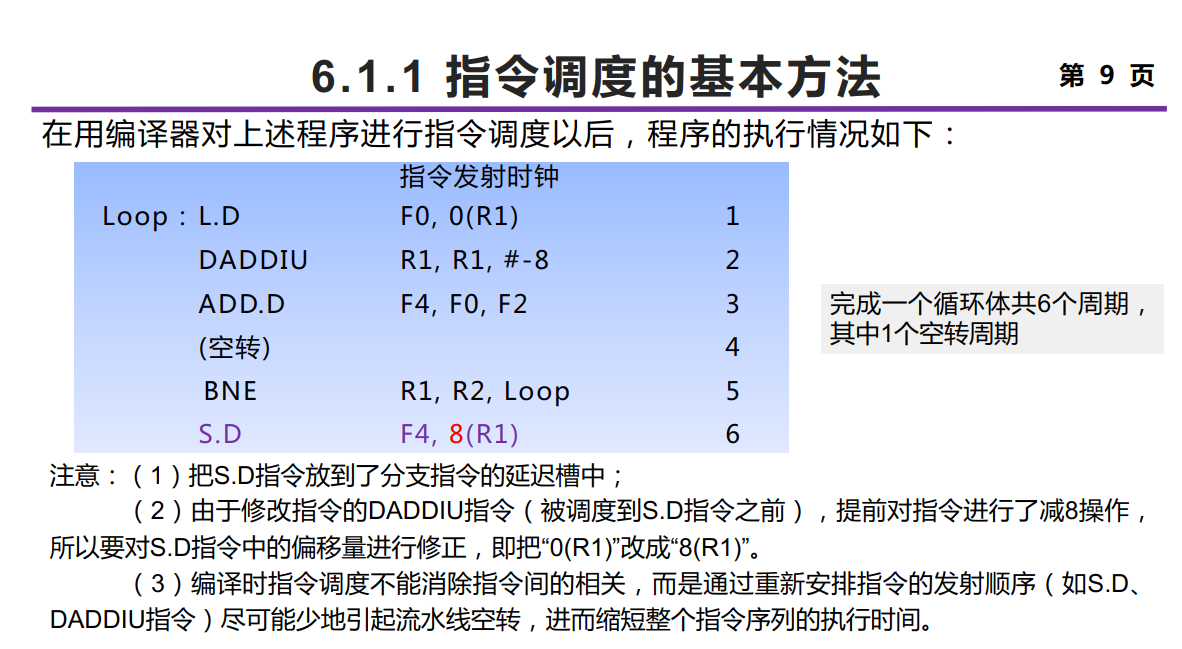 6.1.1 指令调度的基本方法
第 9 页
在用编译器对上述程序进行指令调度以后，程序的执行情况如下：
指令发射时钟
Loop：L.D F0, 0(R1) 1
DADDIU R1, R1, #-8 2
ADD.D F4, F0, F2 3
(空转) 4
BNE R1, R2, Loop 5
S.D F4, 8(R1) 6
完成一个循环体共6个周期，
其中1个空转周期
注意：（1）把S.D指令放到了分支指令的延迟槽中；
（2）由于修改指令的DADDIU指令（被调度到S.D指令之前），提前对指令进行了减8操作，
所以要对S.D指令中的偏移量进行修正，即把“0(R1)”改成“8(R1)”。
（3）编译时指令调度不能消除指令间的相关，而是通过重新安排指令的发射顺序（如S.D、
DADDIU指令）尽可能少地引起流水线空转，进而缩短整个指令序列的执行时间。